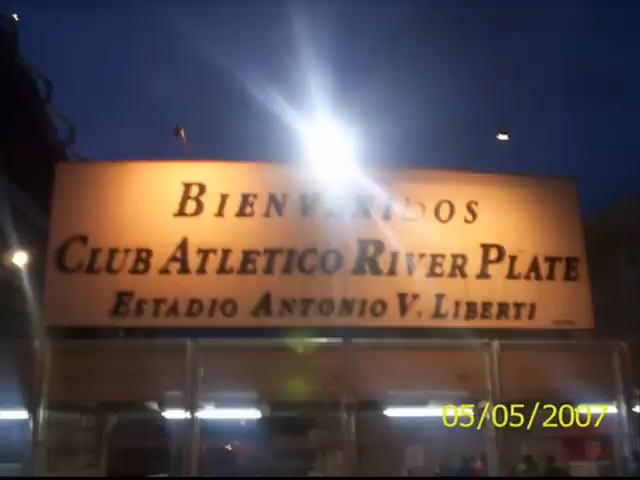 BIENVENIDOS
CLUB ATLETICO RIVER PLATE
ESTADIO ANTONIO V. LIBERTI
05/05/2007